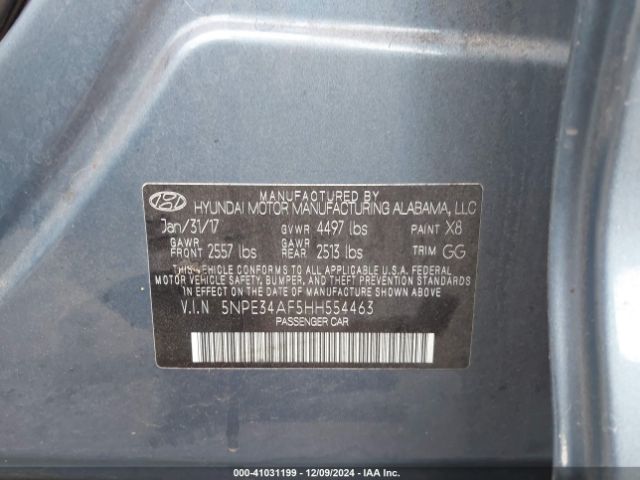 MANUFACTURED BY
HYUNDAI MOTOR MANUFACTURING ALABAMA, LLC
Jan/31/17 GVWR 4497 lbs PAINT X8
GAWR FRONT 2557 lbs GAWR REAR 2513 lbs TRIM GG
THIS VEHICLE CONFORMS TO ALL APPLICABLE U.S.A. FEDERAL
MOTOR VEHICLE SAFETY, BUMPER, AND THEFT PREVENTION
STANDARDS IN EFFECT ON THE DATE OF MANUFACTURE SHOWN ABOVE.
V.I.N 5NPE34AF5HH554463
PASSENGER CAR
000-41031199 - 12/09/2024 - IAA Inc.